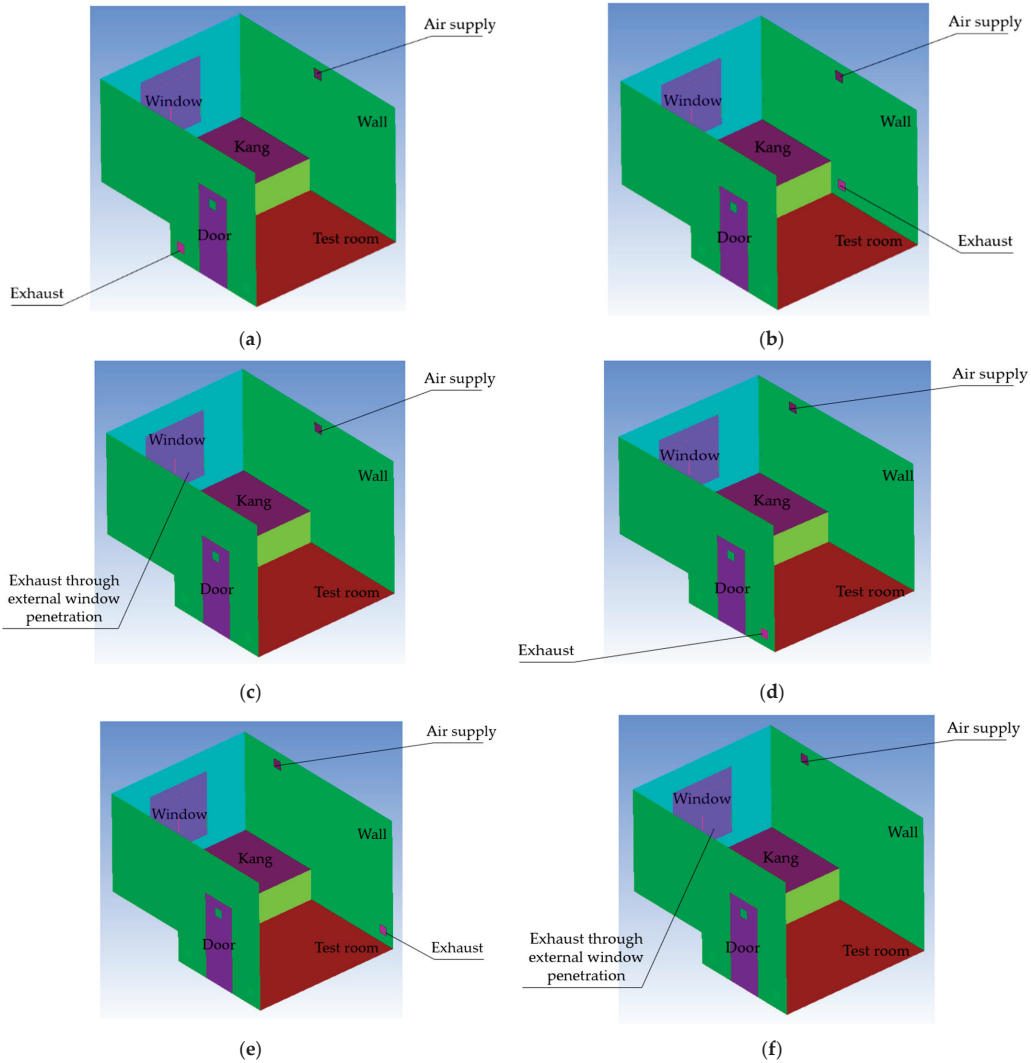 Air supply
Window
Wall
Kang
Door
Test room
Exhaust
(a)
Air supply
Window
Wall
Kang
Door
Test room
Exhaust
(b)
Air supply
Window
Wall
Kang
Exhaust through
external window
penetration
Door
Test room
(c)
Air supply
Window
Wall
Kang
Door
Test room
Exhaust
(d)
Air supply
Window
Wall
Kang
Door
Test room
Exhaust
(e)
Air supply
Window
Wall
Kang
Exhaust through
external window
penetration
Door
Test room
(f)